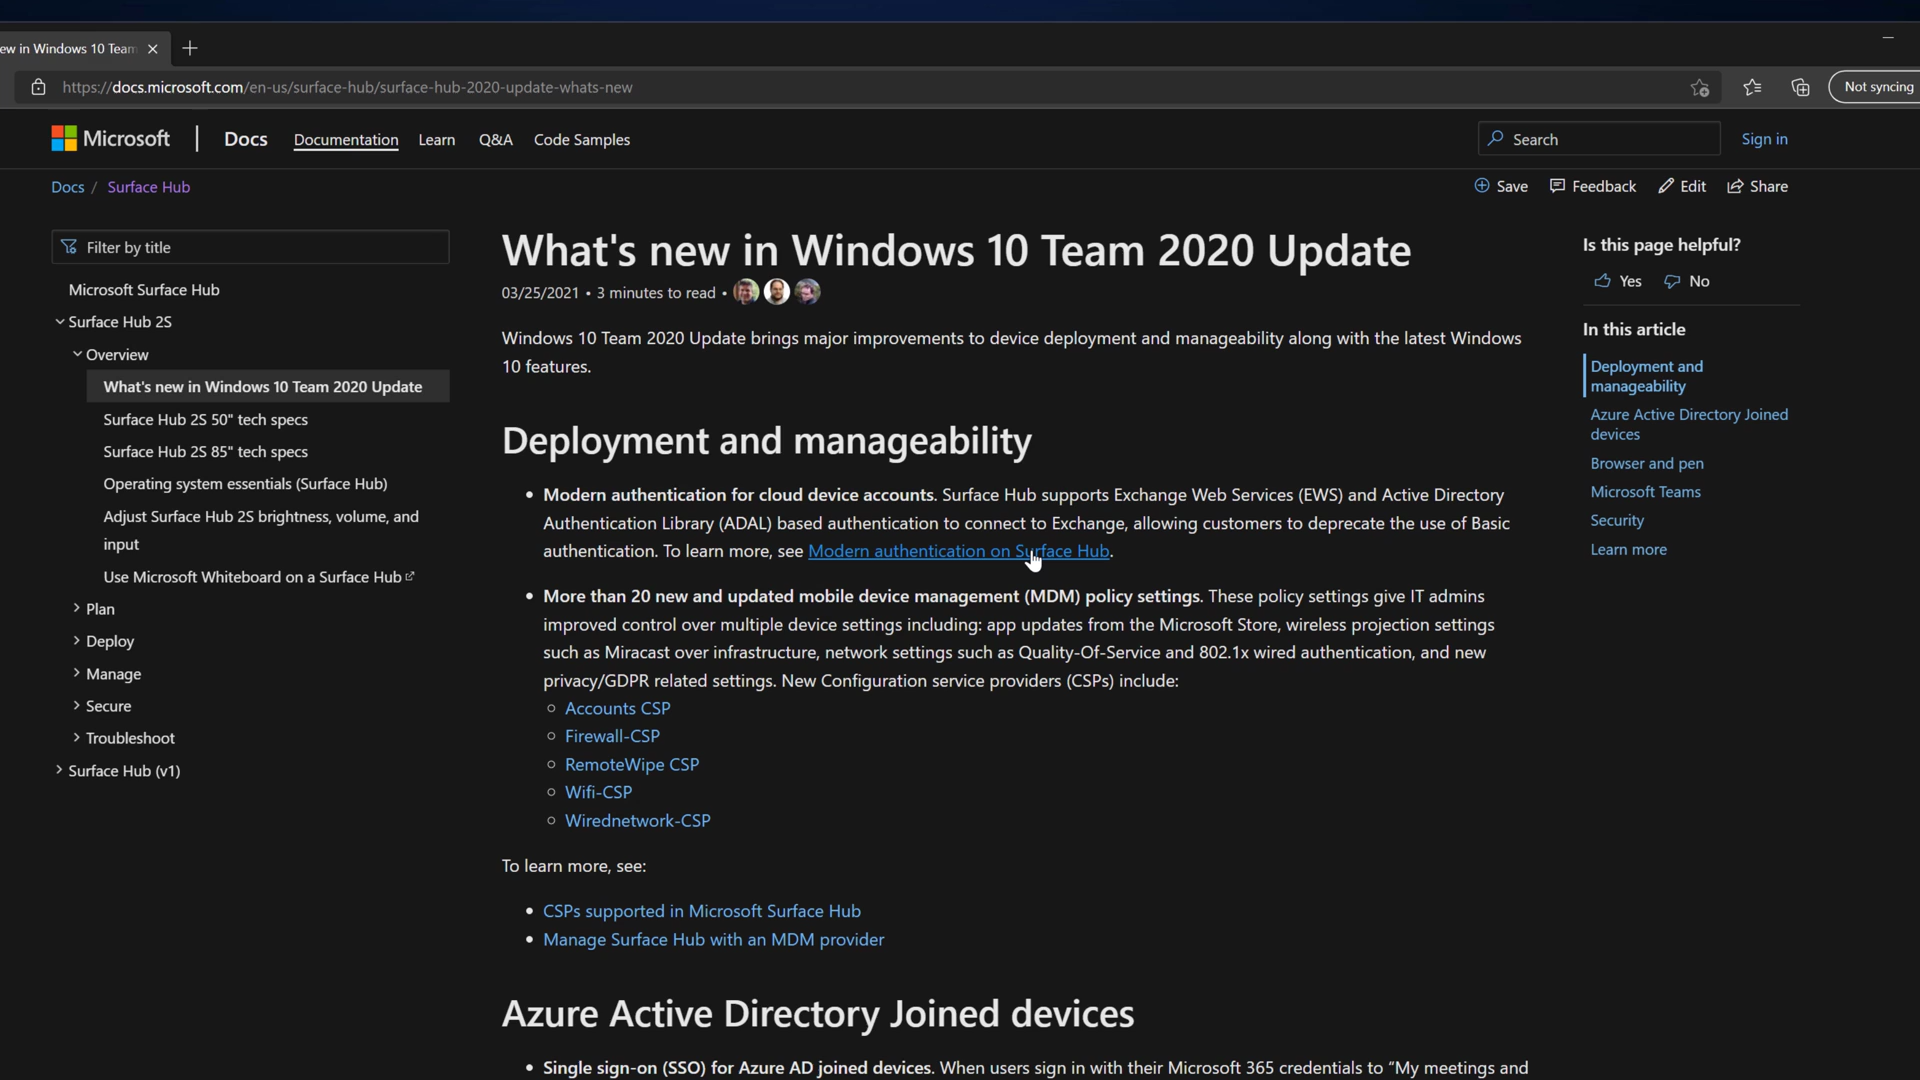 ew in Windows 10 Team
https://docs.microsoft.com/en-us/surface-hub/surface-hub-2020-update-whats-new
Not syncing
Microsoft
Docs
Documentation
Learn
Q&A
Code Samples
Search
Sign in
Docs / Surface Hub
Save
Feedback
Edit
Share
Filter by title
Microsoft Surface Hub
Surface Hub 2S
Overview
What's new in Windows 10 Team 2020 Update
Surface Hub 2S 50" tech specs
Surface Hub 2S 85" tech specs
Operating system essentials (Surface Hub)
Adjust Surface Hub 2S brightness, volume, and
input
Use Microsoft Whiteboard on a Surface Hub
Plan
Deploy
Manage
Secure
Troubleshoot
Surface Hub (v1)
What's new in Windows 10 Team 2020 Update
03/25/2021 • 3 minutes to read •
Windows 10 Team 2020 Update brings major improvements to device deployment and manageability along with the latest Windows
10 features.
Deployment and manageability
• Modern authentication for cloud device accounts. Surface Hub supports Exchange Web Services (EWS) and Active Directory
Authentication Library (ADAL) based authentication to connect to Exchange, allowing customers to deprecate the use of Basic
authentication. To learn more, see Modern authentication on Surface Hub.
• More than 20 new and updated mobile device management (MDM) policy settings. These policy settings give IT admins
improved control over multiple device settings including: app updates from the Microsoft Store, wireless projection settings
such as Miracast over infrastructure, network settings such as Quality-Of-Service and 802.1x wired authentication, and new
privacy/GDPR related settings. New Configuration service providers (CSPs) include:
Accounts CSP
Firewall-CSP
RemoteWipe CSP
Wifi-CSP
Wirednetwork-CSP
To learn more, see:
• CSPs supported in Microsoft Surface Hub
• Manage Surface Hub with an MDM provider
Azure Active Directory Joined devices
• Single sign-on (SSO) for Azure AD joined devices. When users sign in with their Microsoft 365 credentials to “My meetings and
Is this page helpful?
Yes
No
In this article
Deployment and
manageability
Azure Active Directory Joined
devices
Browser and pen
Microsoft Teams
Security
Learn more